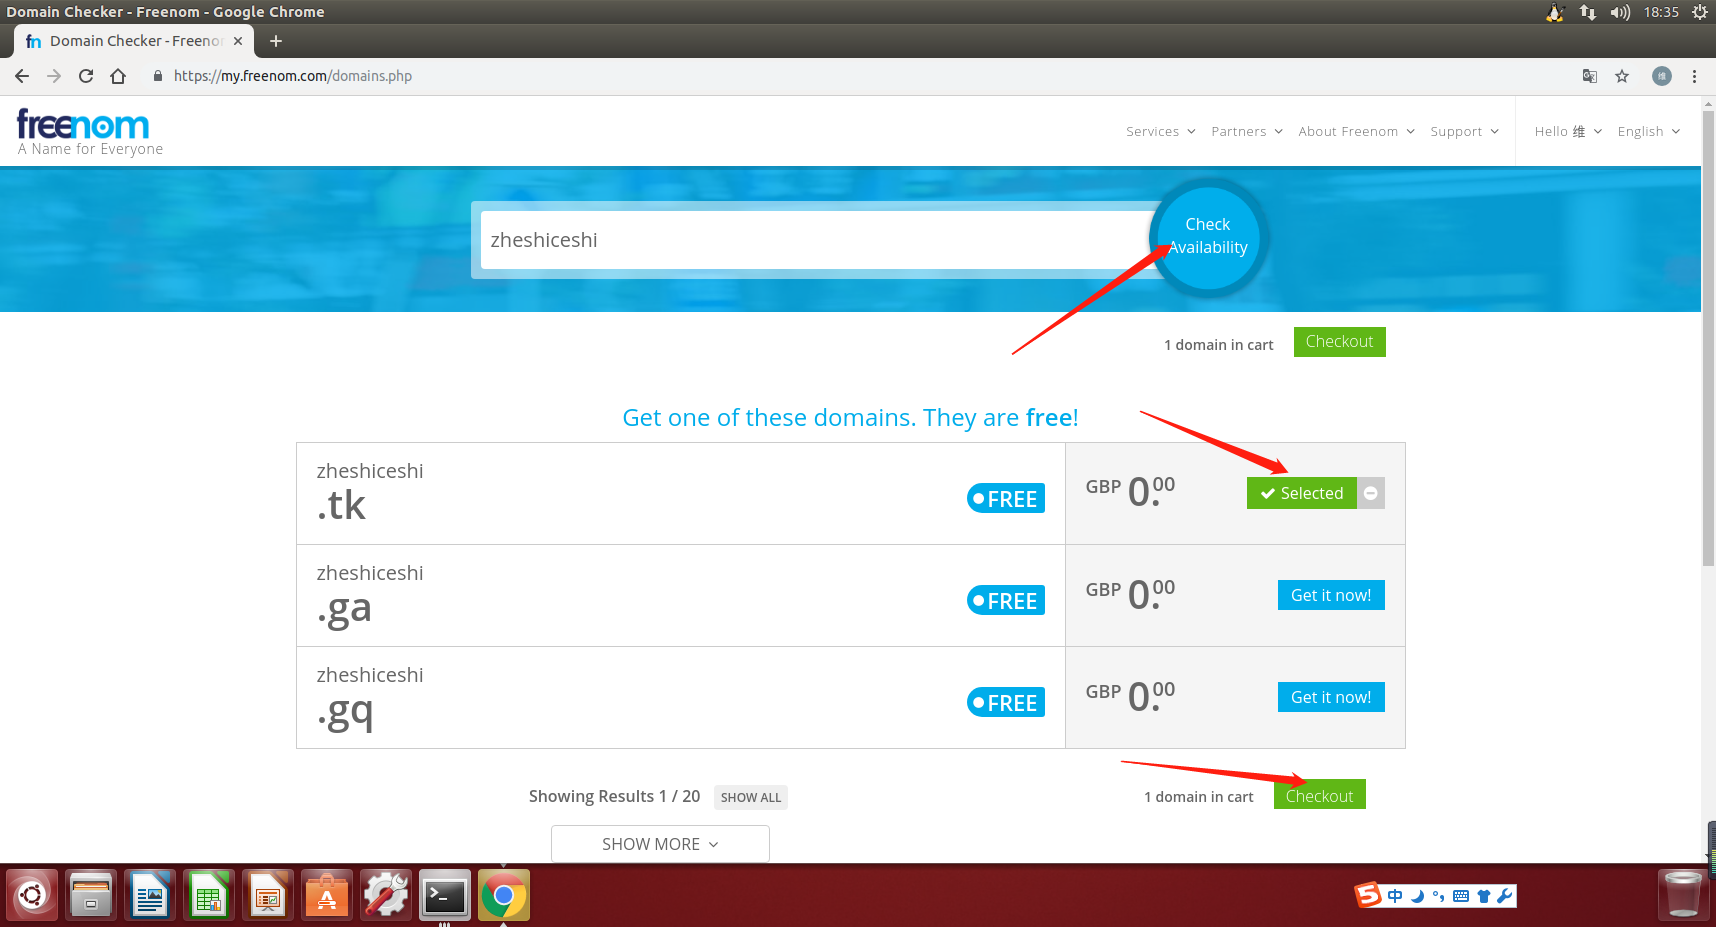 Domain Checker - Freenom - Google Chrome
18:35
fn Domain Checker - Freeno
https://my.freenom.com/domains.php
维
freenom
A Name for Everyone
Services
Partners
About Freenom
Support
Hello 维
English
zheshiceshi
Check
Availability
1 domain in cart
Checkout
Get one of these domains. They are free!
zheshiceshi
.tk
FREE
GBP 0.00
Selected
zheshiceshi
.ga
FREE
GBP 0.00
Get it now!
zheshiceshi
.gq
FREE
GBP 0.00
Get it now!
Showing Results 1 / 20
SHOW ALL
1 domain in cart
Checkout
SHOW MORE
中